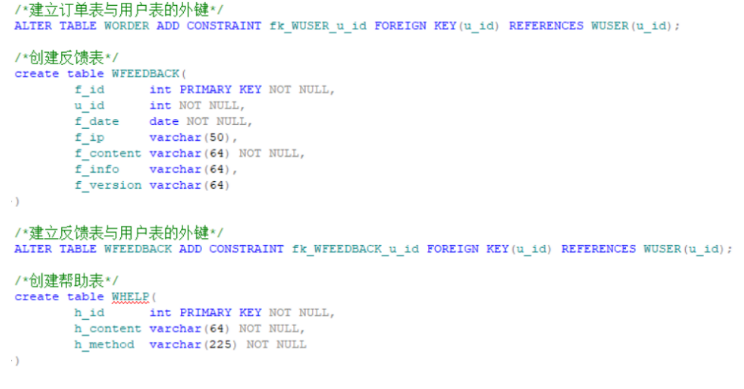 /*建立订单表与用户表的外键*/
ALTER TABLE WORDER ADD CONSTRAINT fk_WUSER_u_id FOREIGN KEY(u_id) REFERENCES WUSER(u_id);
/*创建反馈表*/
create table WFEEDBACK(
f_id int PRIMARY KEY NOT NULL,
u_id int NOT NULL,
f_date date NOT NULL,
f_ip varchar(50),
f_content varchar(64) NOT NULL,
f_info varchar(64),
f_version varchar(64)
)
/*建立反馈表与用户表的外键*/
ALTER TABLE WFEEDBACK ADD CONSTRAINT fk_WFEEDBACK_u_id FOREIGN KEY(u_id) REFERENCES WUSER(u_id);
/*创建帮助表*/
create table WHELP(
h_id int PRIMARY KEY NOT NULL,
h_content varchar(64) NOT NULL,
h_method varchar(225) NOT NULL
)